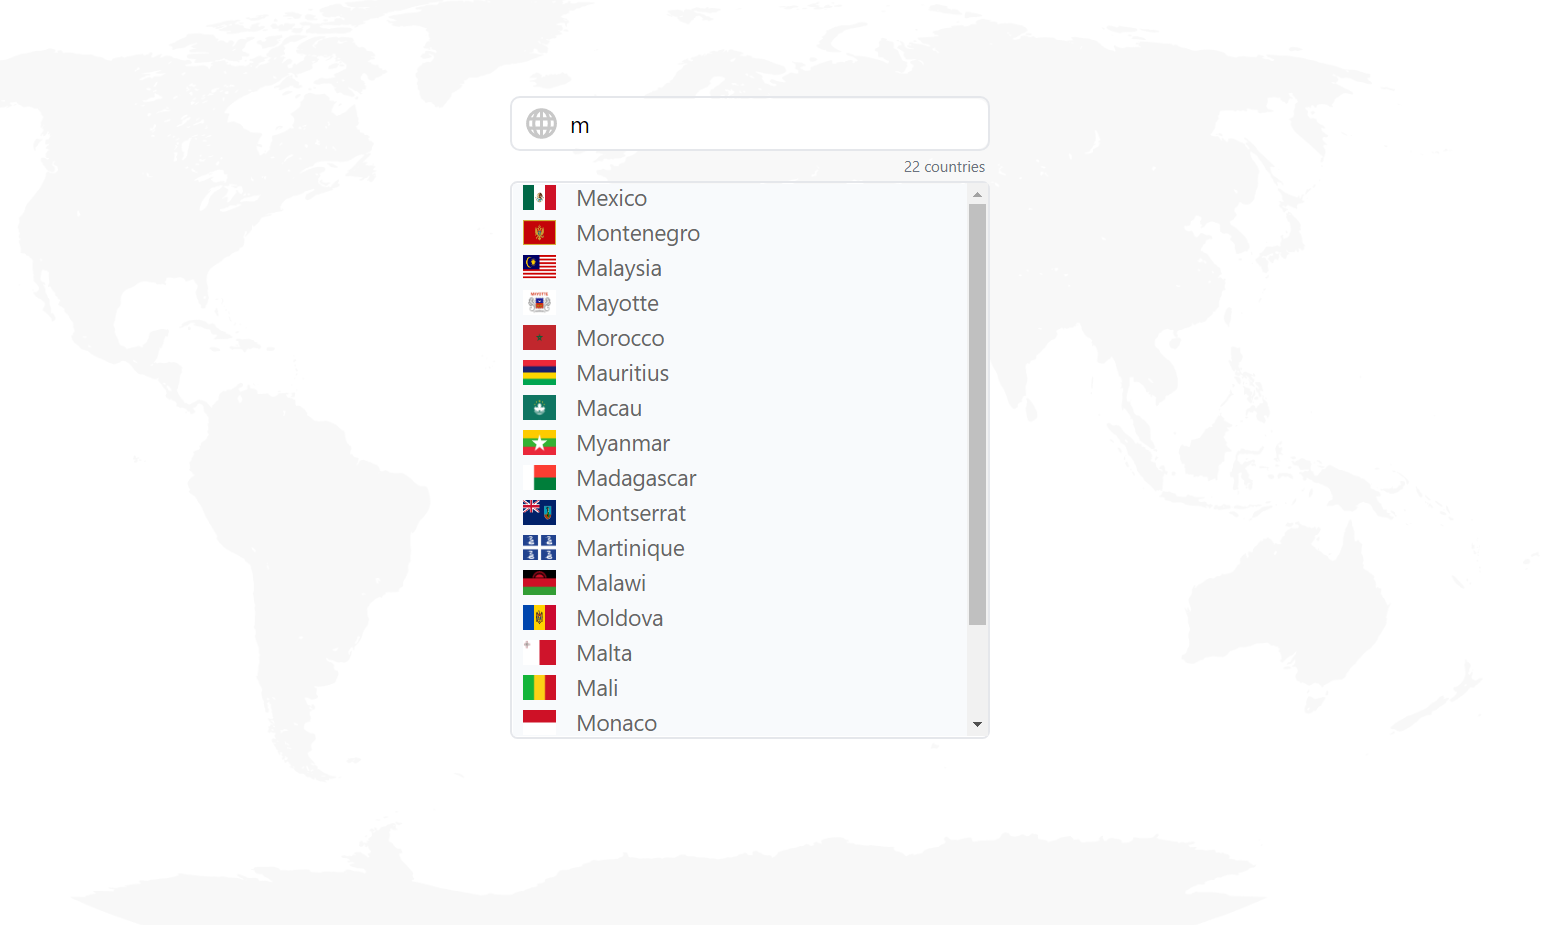 m
22 countries
Mexico
Montenegro
Malaysia
Mayotte
Morocco
Mauritius
Macau
Myanmar
Madagascar
Montserrat
Martinique
Malawi
Moldova
Malta
Mali
Monaco